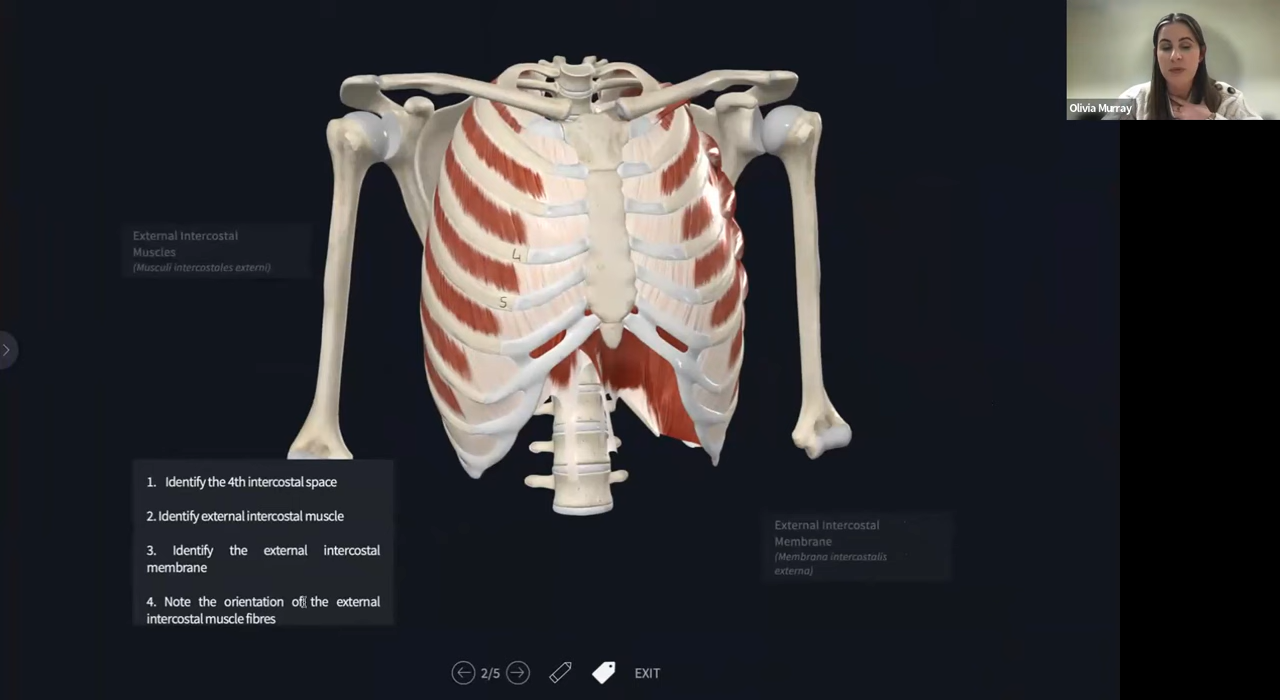 Olivia Murray
External Intercostal
Muscles
(Musculi intercostales externi)
4
5
1. Identify the 4th intercostal space
2. Identify external intercostal muscle
3. Identify the external intercostal
membrane
4. Note the orientation of the external
intercostal muscle fibres
External Intercostal
Membrane
(Membrana intercostalis
externa)
2/5
EXIT